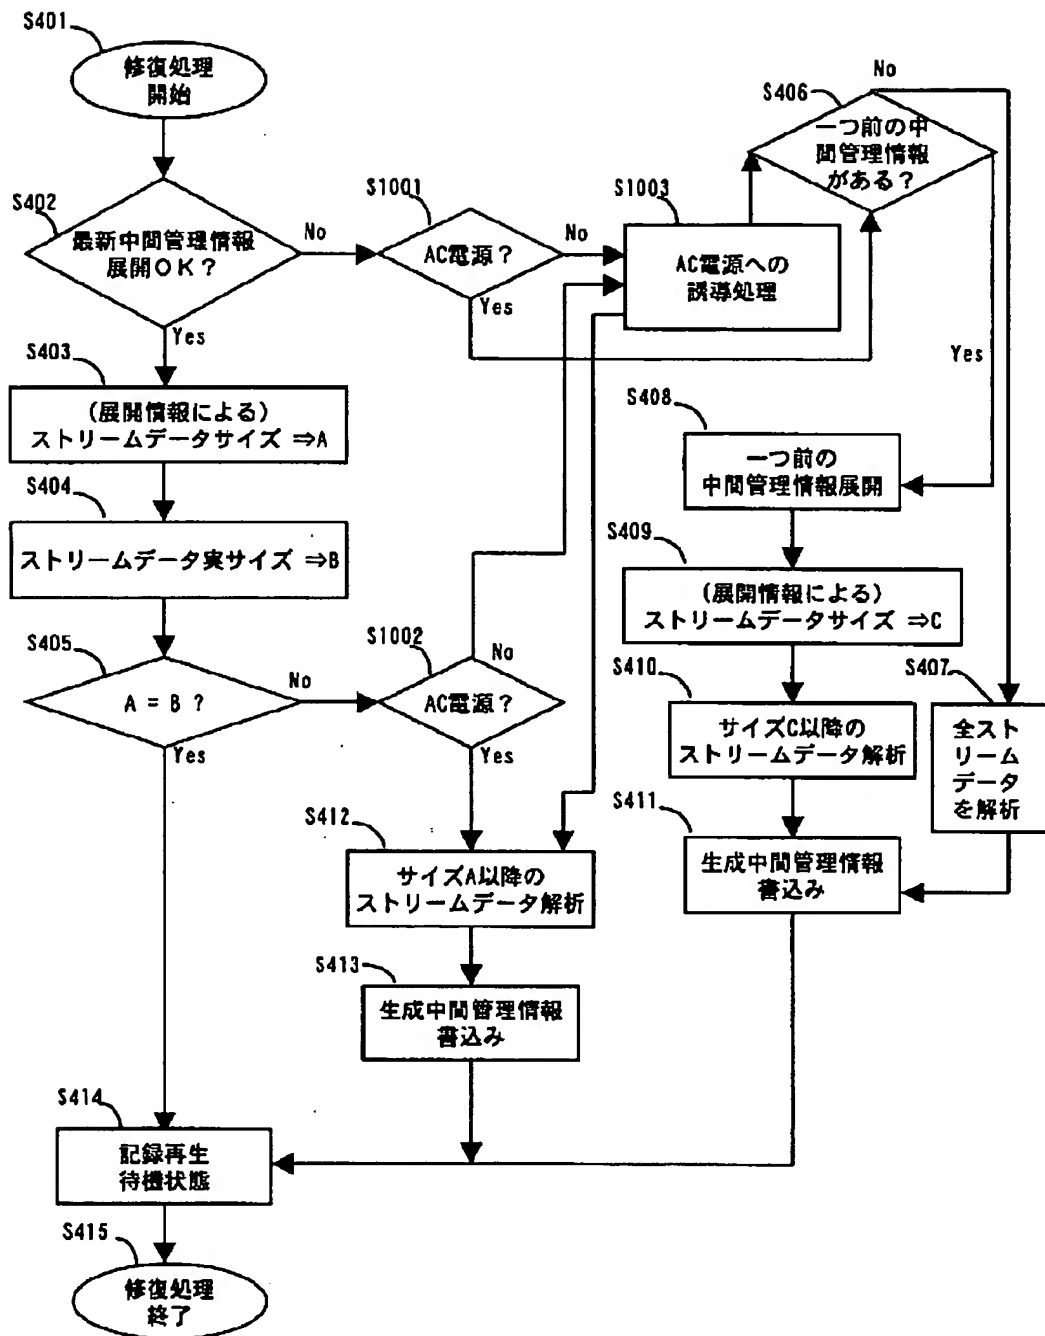 S401
修復処理
開始
S402
最新中間管理情報
展開OK?
No
Yes
S1001
AC電源?
No
Yes
S1003
AC電源への
誘導処理
S406
一つ前の中
間管理情報
がある?
No
Yes
S403
(展開情報による)
ストリームデータサイズ ⇒A
S404
ストリームデータ実サイズ ⇒B
S405
A = B ?
No
Yes
S1002
AC電源?
No
Yes
S408
一つ前の
中間管理情報展開
S409
(展開情報による)
ストリームデータサイズ ⇒C
S410
サイズC以降の
ストリームデータ解析
S407
全スト
リーム
データ
を解析
S411
生成中間管理情報
書込み
S412
サイズA以降の
ストリームデータ解析
S413
生成中間管理情報
書込み
S414
記録再生
待機状態
S415
修復処理
終了